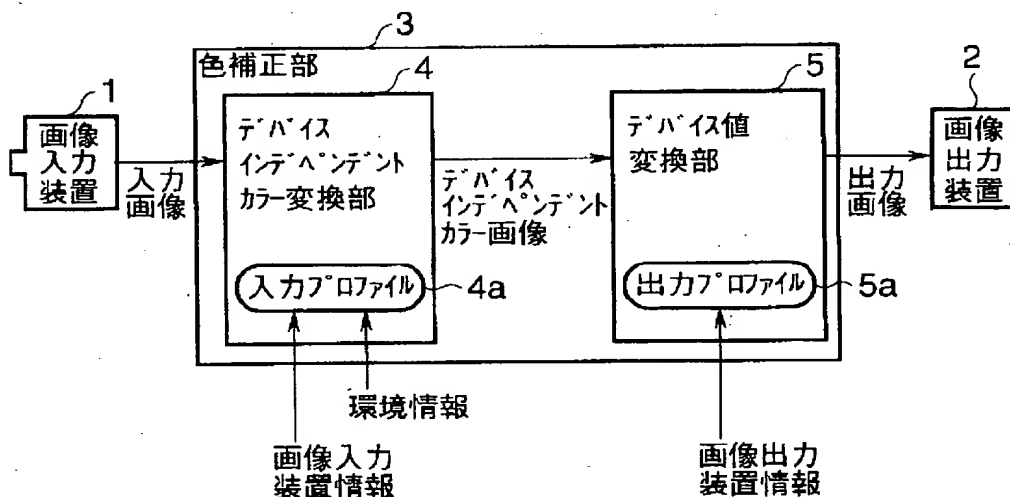 3
色補正部
1
画像
入力
装置
入力
画像
4
デバイス
インデペンデント
カラー変換部
入力プロファイル
4a
デバイス
インデペンデント
カラー画像
5
デバイス値
変換部
出力プロファイル
5a
出力
画像
2
画像
出力
装置
環境情報
画像入力
装置情報
画像出力
装置情報